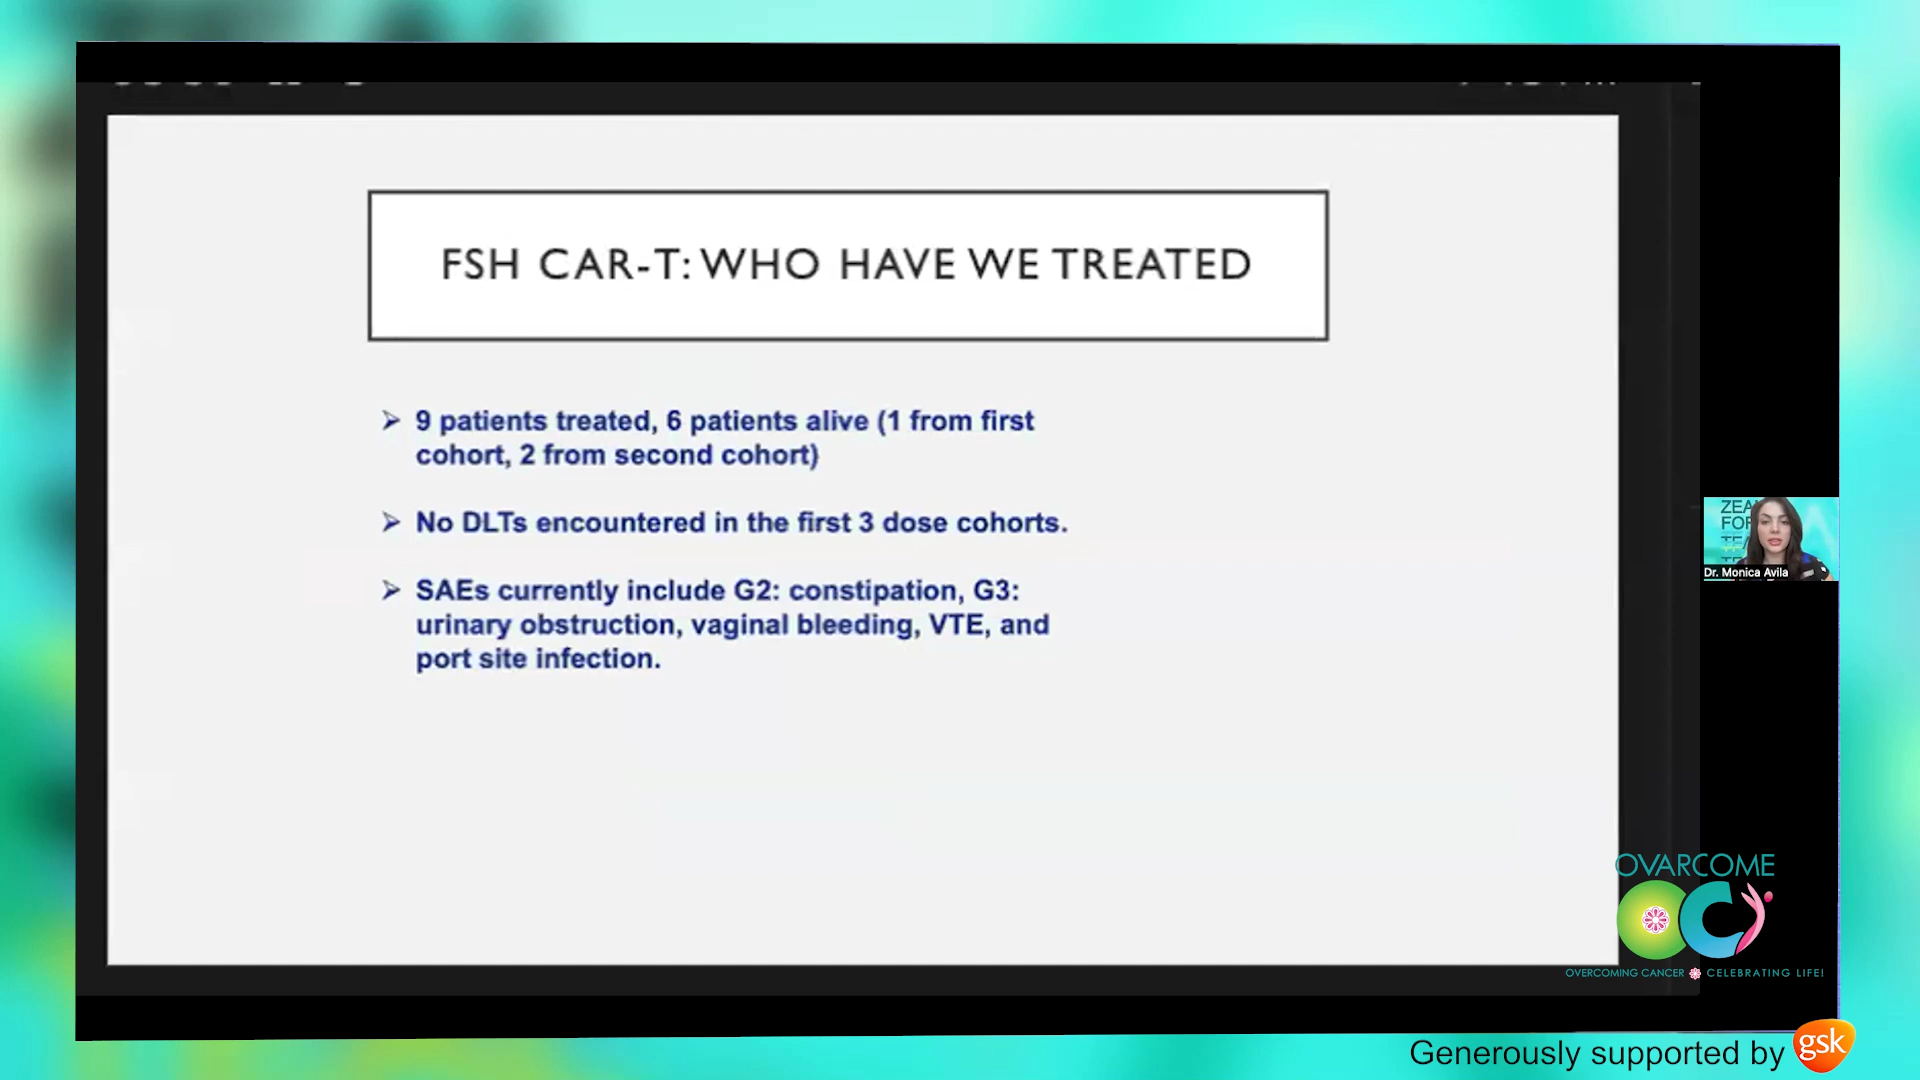 FSH CAR-T: WHO HAVE WE TREATED
➢ 9 patients treated, 6 patients alive (1 from first
cohort, 2 from second cohort)
➢ No DLTs encountered in the first 3 dose cohorts.
➢ SAEs currently include G2: constipation, G3:
urinary obstruction, vaginal bleeding, VTE, and
port site infection.
Dr. Monica Avila
OVARCOME
OVERCOMING CANCER CELEBRATING LIFE!
Generously supported by gsk